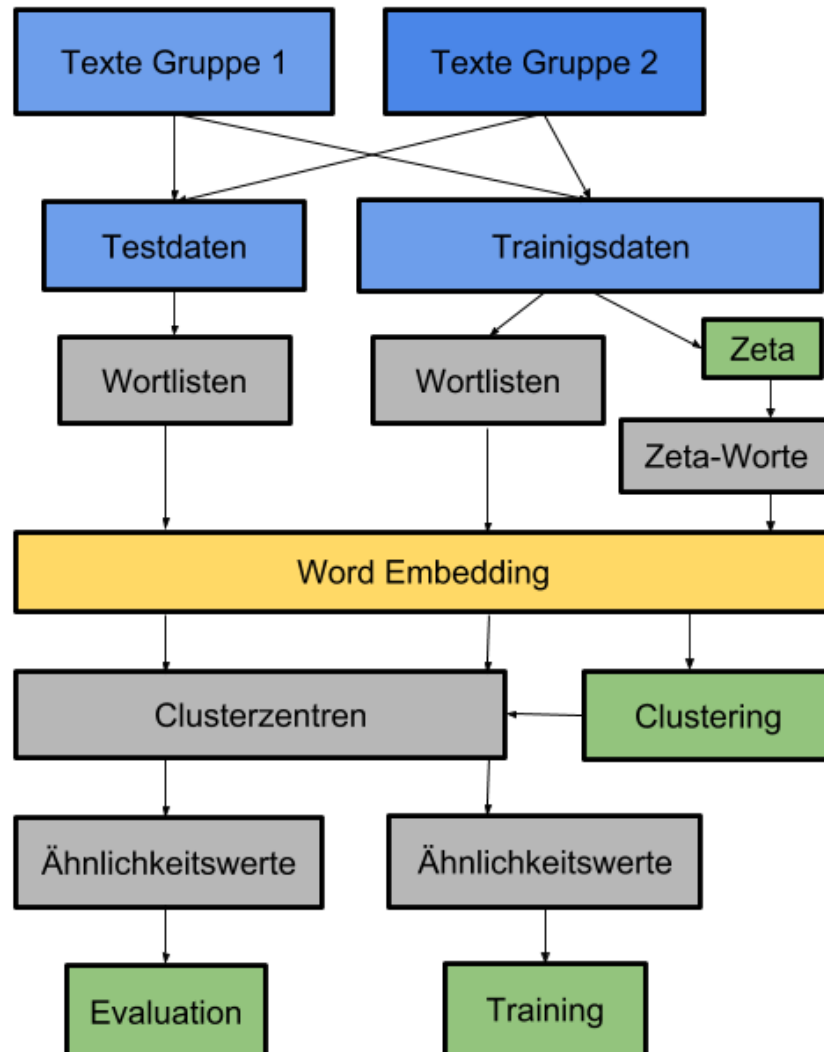 Texte Gruppe 1
Texte Gruppe 2
Testdaten
Trainigsdaten
Zeta
Wortlisten
Wortlisten
Zeta-Worte
Word Embedding
Clusterzentren
Clustering
Ähnlichkeitswerte
Ähnlichkeitswerte
Evaluation
Training